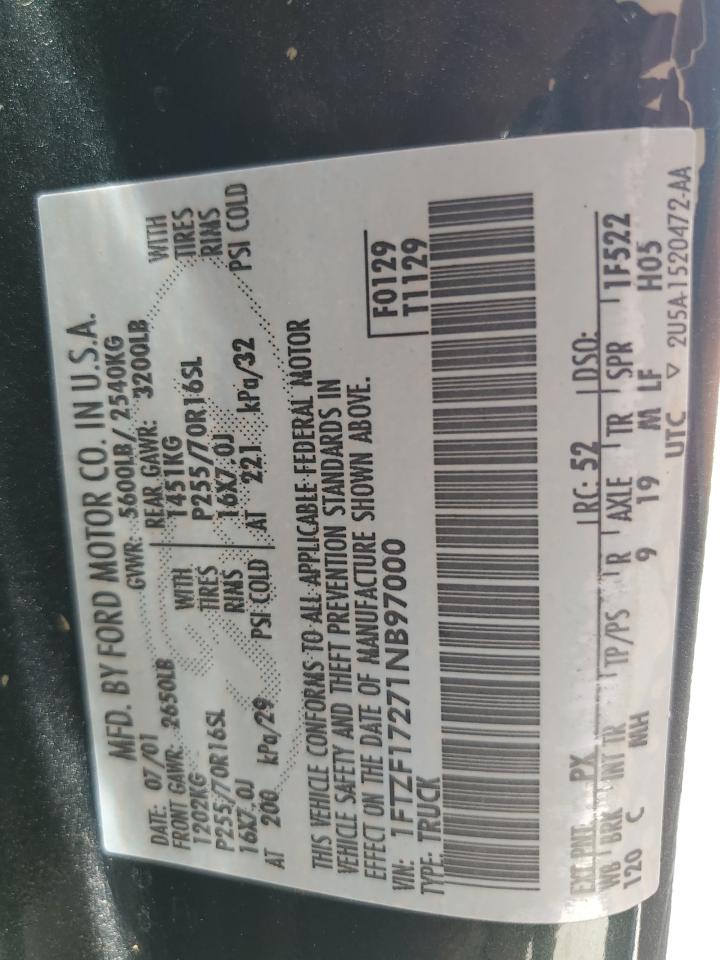 MFD. BY FORD MOTOR CO. IN U.S.A.
DATE: 07/01 GVWR: 5600LB/ 2540KG
FRONT GAWR: 2650LB REAR GAWR: 3200LB
1202KG WITH 1451KG WITH
P255/70R16SL TIRES P255/70R16SL TIRES
16X7.0J RIMS 16X7.0J RIMS
AT 200 kPa/29 PSI COLD AT 221 kPa/32 PSI COLD
THIS VEHICLE CONFORMS TO ALL APPLICABLE FEDERAL MOTOR
VEHICLE SAFETY AND THEFT PREVENTION STANDARDS IN
EFFECT ON THE DATE OF MANUFACTURE SHOWN ABOVE.
VIN: 1FTZF17271NB97000 F0129
TYPE: TRUCK T1129
EXT PNT: PX RC: 52 DSO: 1F522
WB BRK INT TR TP/PS R AXLE TR SPR
120 C MH 9 19 M LF H05
UTC ▽ 2U5A-1520472-AA